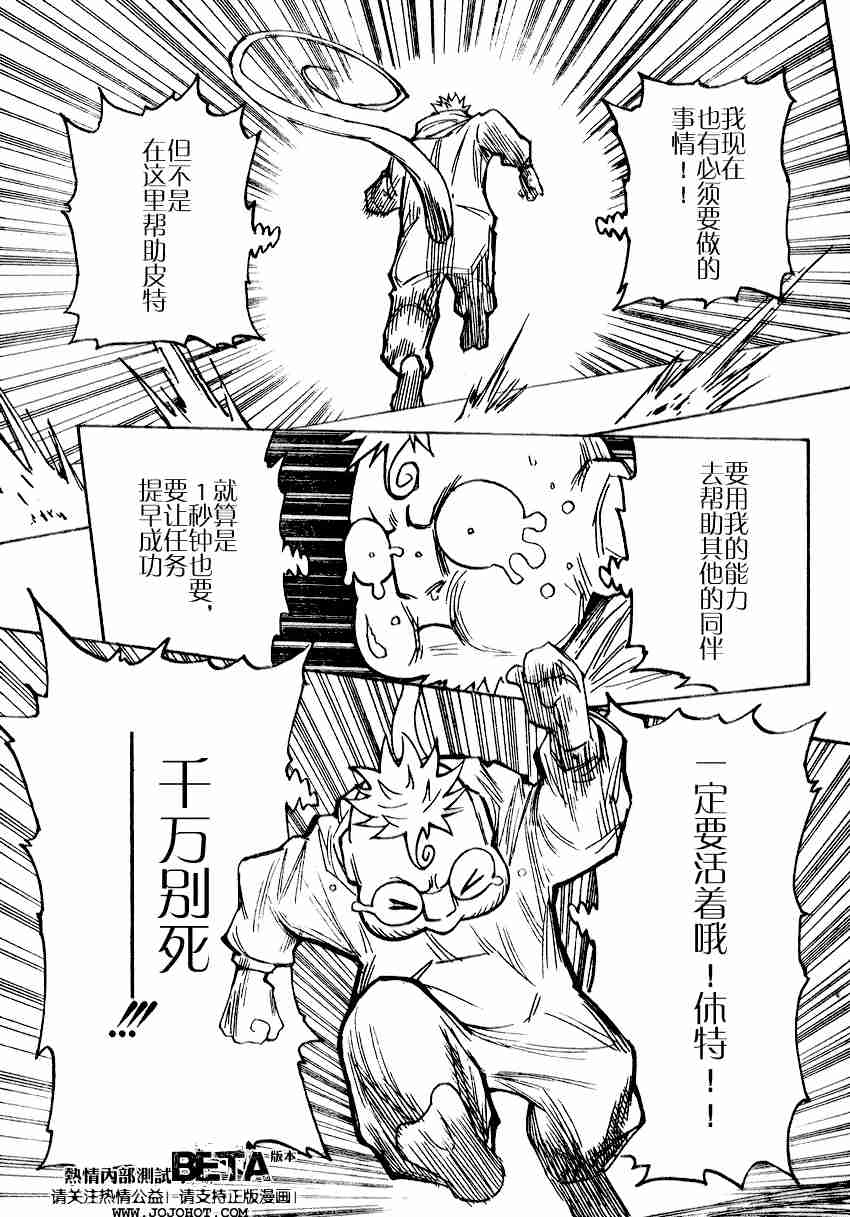 我现在
也有必须要做的
事情!!
但不是
在这里帮助皮特
要用我的能力
去帮助其他的同伴
就算是
1秒钟也要,
要让任务
提早成功
一定要活着哦!休特!!
千万别死
——!!!
熱情內部測試BETA版本
请关注热情公益| 请支持正版漫画|
WWW.JOJOHOT.COM